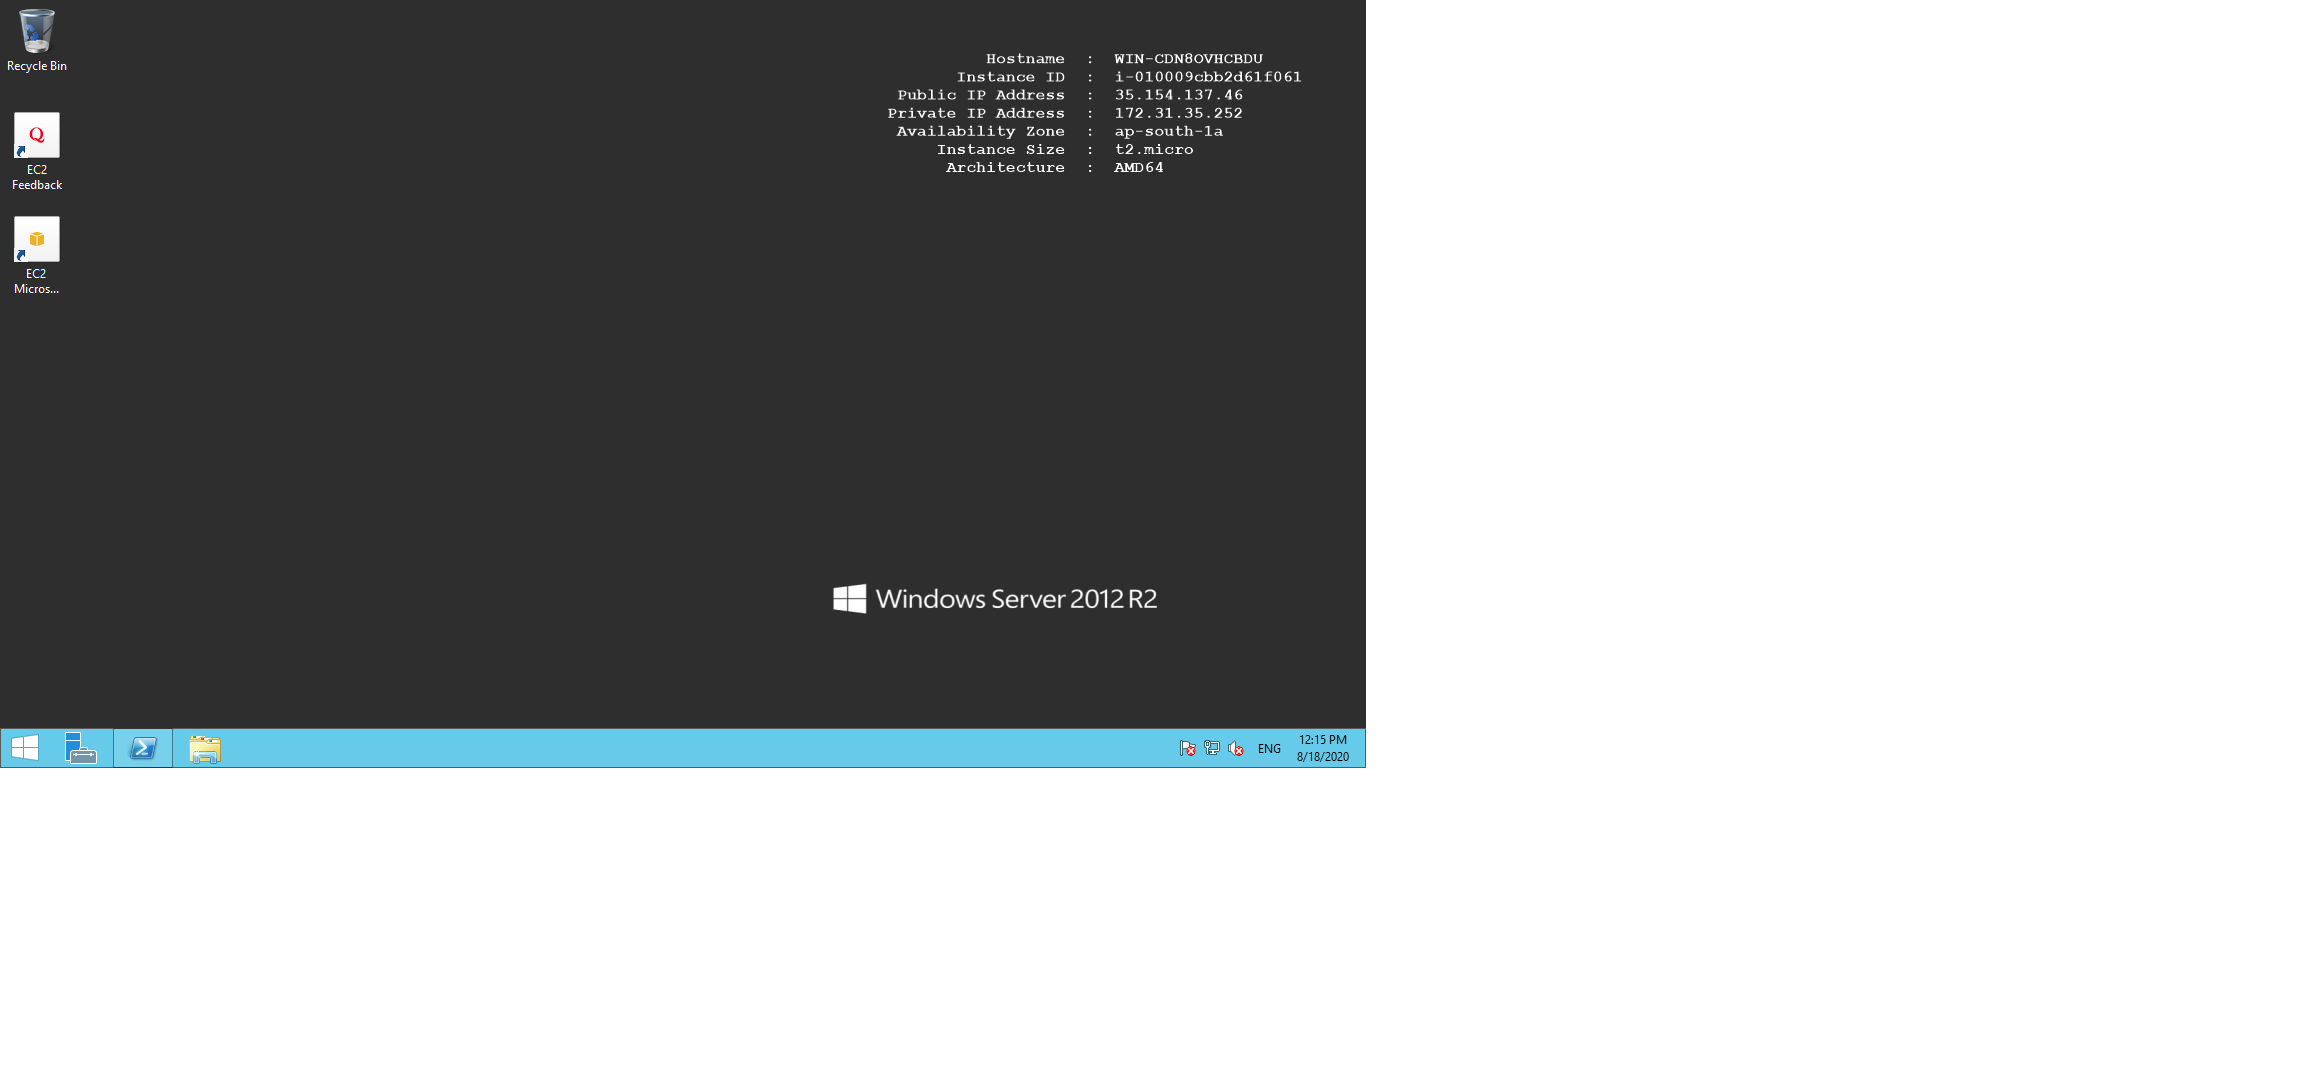 Recycle Bin
EC2
Feedback
EC2
Micros...
Hostname : WIN-CDN8OVHCBDU
Instance ID : i-010009cbb2d61f061
Public IP Address : 35.154.137.46
Private IP Address : 172.31.35.252
Availability Zone : ap-south-1a
Instance Size : t2.micro
Architecture : AMD64
Windows Server 2012 R2
ENG
12:15 PM
8/18/2020